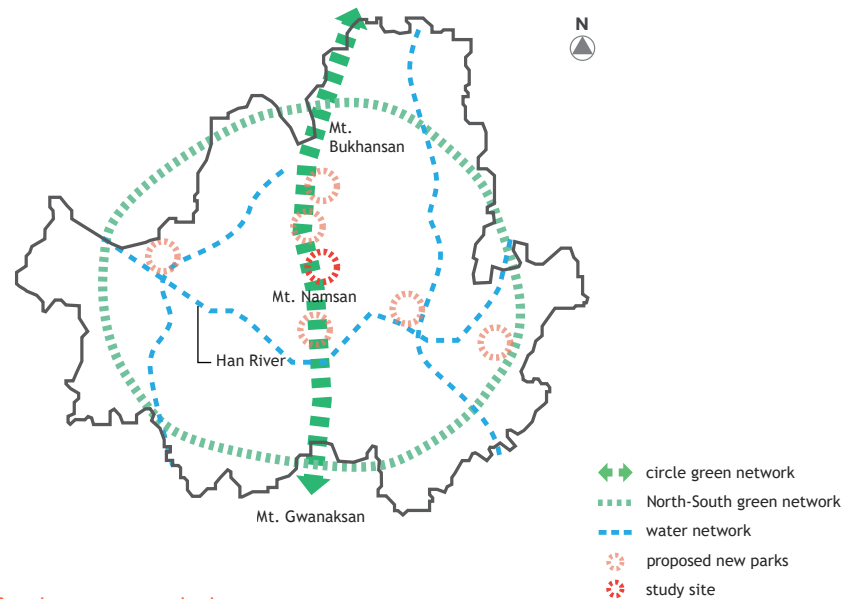 N
Mt.
Bukhansan
Mt. Namsan
Han River
Mt. Gwanaksan
circle green network
North-South green network
water network
proposed new parks
study site